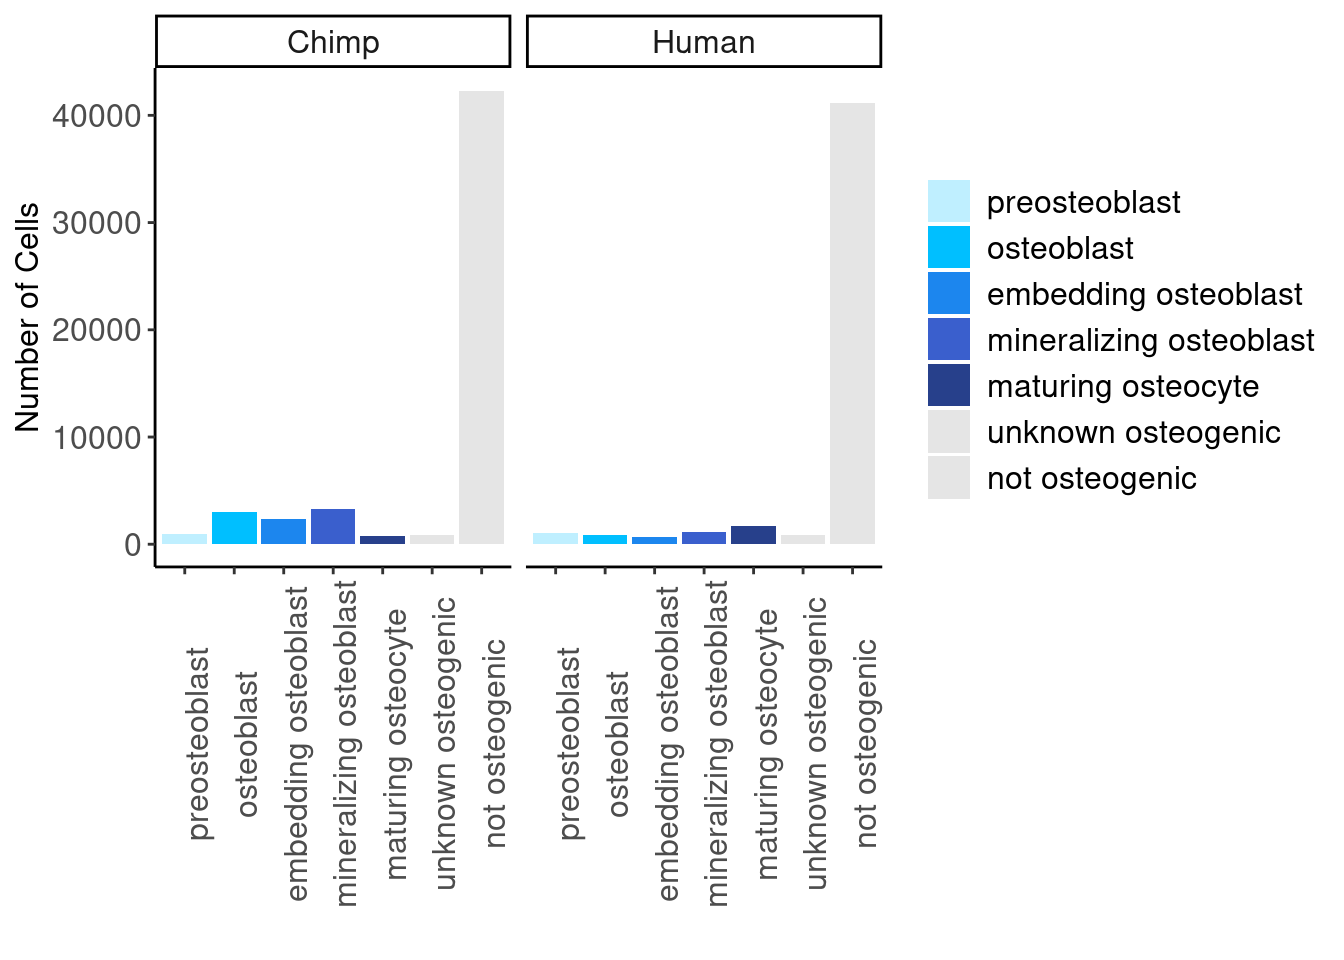 Chimp
Human
Number of Cells
40000
30000
20000
10000
0
preosteoblast
osteoblast
embedding osteoblast
mineralizing osteoblast
maturing osteocyte
unknown osteogenic
not osteogenic
preosteoblast
osteoblast
embedding osteoblast
mineralizing osteoblast
maturing osteocyte
unknown osteogenic
not osteogenic
preosteoblast
osteoblast
embedding osteoblast
mineralizing osteoblast
maturing osteocyte
unknown osteogenic
not osteogenic